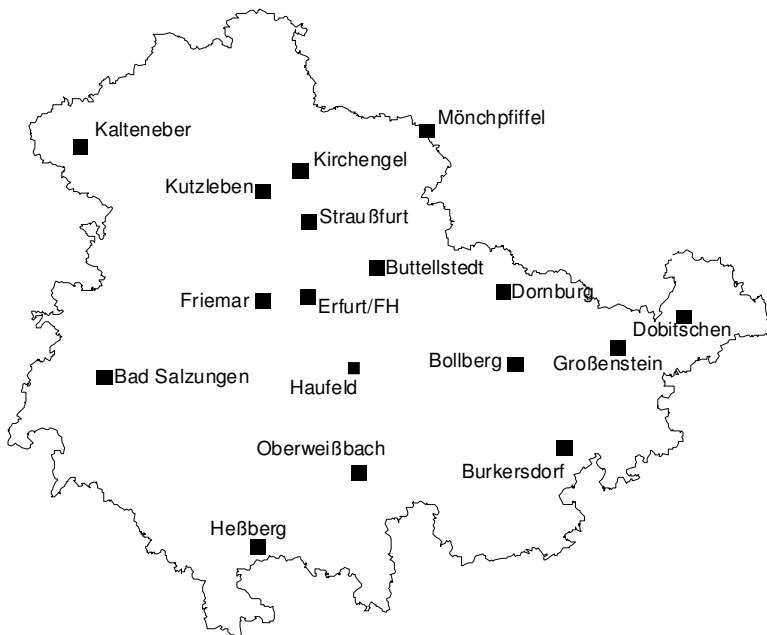 Mönchpfiffel
Kalteneber
Kirchengel
Kutzleben
Straußfurt
Buttellstedt
Dornburg
Friemar
Erfurt/FH
Dobitschen
Großenstein
Bollberg
Bad Salzungen
Haufeld
Oberweißbach
Burkersdorf
Heßberg